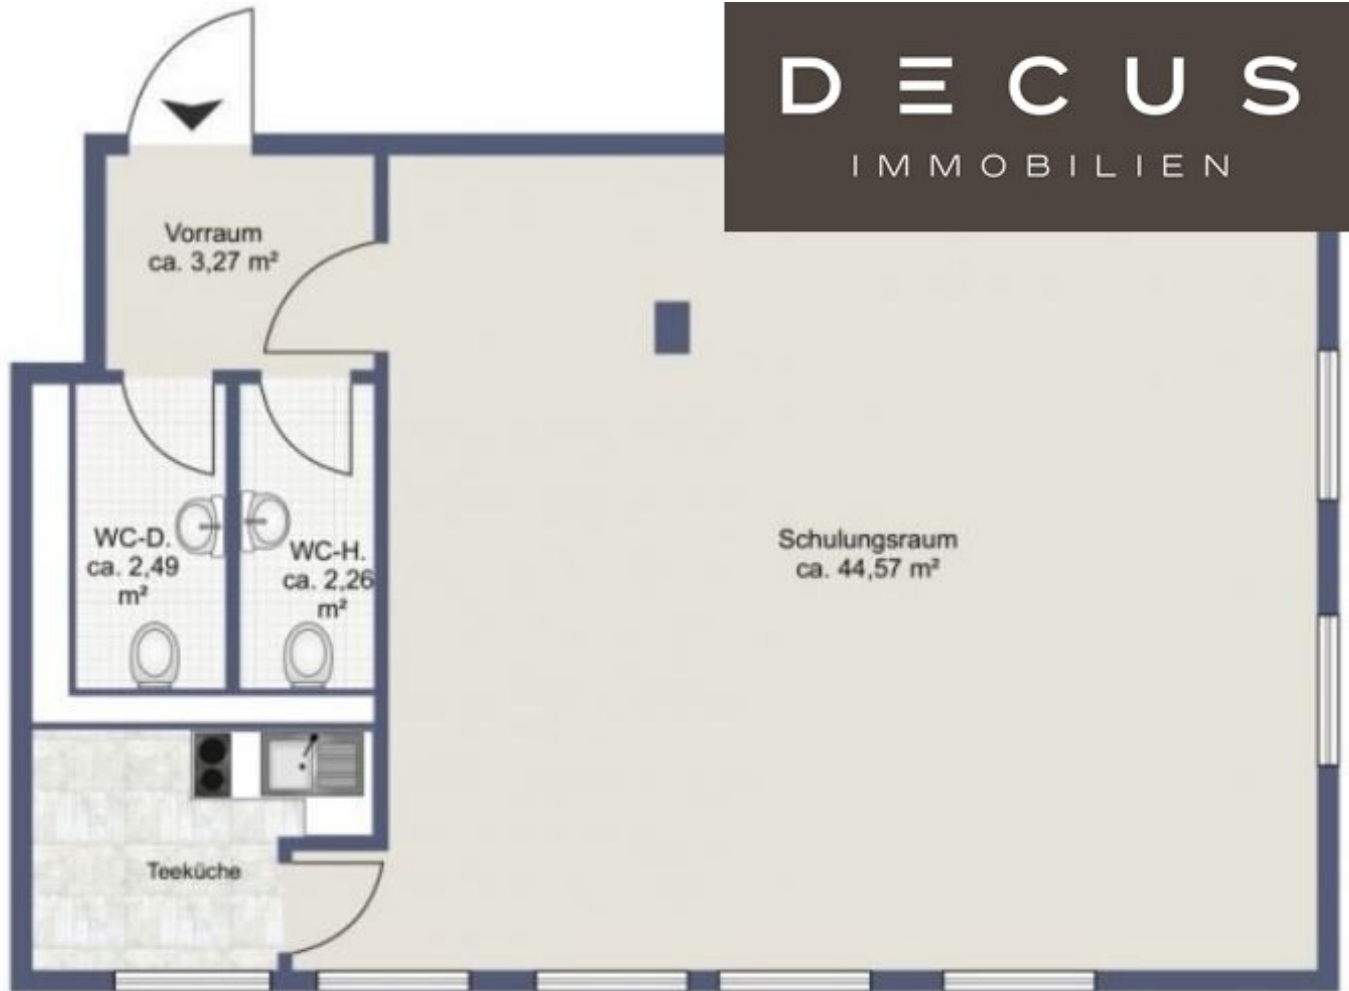 DECUS
IMMOBILIEN
Vorraum
ca. 3,27 m²
WC-D.
ca. 2,49
m²
WC-H.
ca. 2,26
m²
Schulungsraum
ca. 44,57 m²
Teeküche